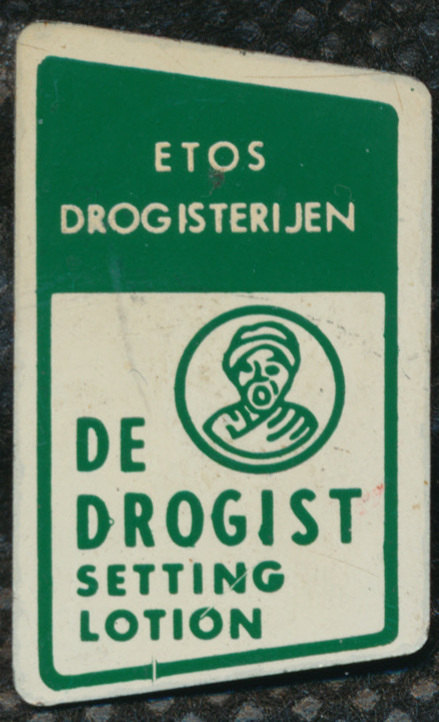 ETOS
DROGISTERIJEN
DE
DROGIST
SETTING
LOTION